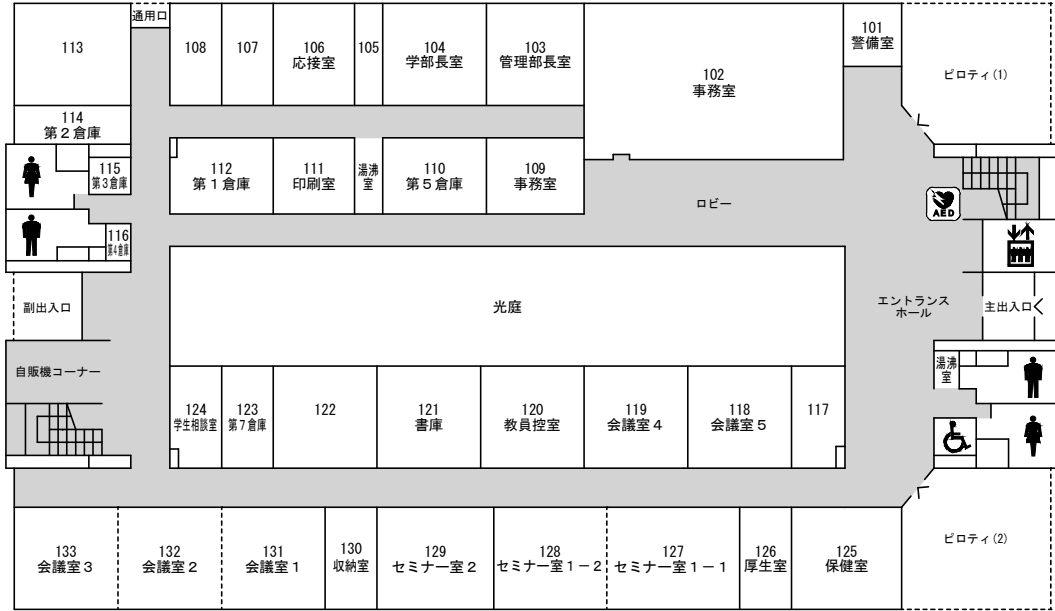 通用口
113
108
107
106
応接室
105
104
学部長室
103
管理部長室
102
事務室
101
警備室
ピロティ(1)
114
第2倉庫
115
第3倉庫
112
第1倉庫
111
印刷室
湯沸
室
110
第5倉庫
109
事務室
ロビー
AED
116
第4倉庫
副出入口
光庭
エントランス
ホール
主出入口
自販機コーナー
湯沸
室
124
学生相談室
123
第7倉庫
122
121
書庫
120
教員控室
119
会議室4
118
会議室5
117
133
会議室3
132
会議室2
131
会議室1
130
収納室
129
セミナー室2
128
セミナー室1-2
127
セミナー室1-1
126
厚生室
125
保健室
ピロティ(2)